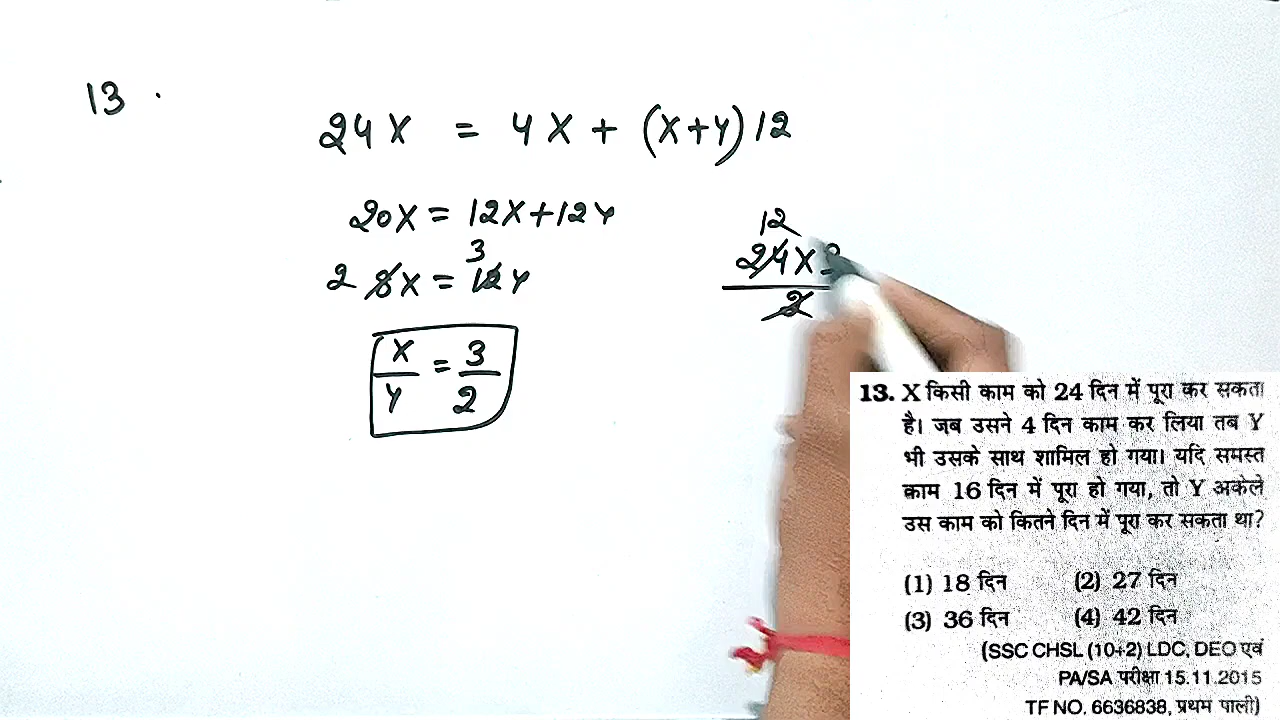 13 .
24X = 4X + (X+Y)12
20X = 12X+12Y
3
2 8X = 12Y
X/Y = 3/2
12
24X
2
13. X किसी काम को 24 दिन में पूरा कर सकता
है। जब उसने 4 दिन काम कर लिया तब Y
भी उसके साथ शामिल हो गया। यदि समस्त
काम 16 दिन में पूरा हो गया, तो Y अकेले
उस काम को कितने दिन में पूरा कर सकता था?
(1) 18 दिन (2) 27 दिन
(3) 36 दिन (4) 42 दिन
(SSC CHSL (10+2) LDC, DEO एवं
PA/SA परीक्षा 15.11.2015
TF NO. 6636838, प्रथम पाली)